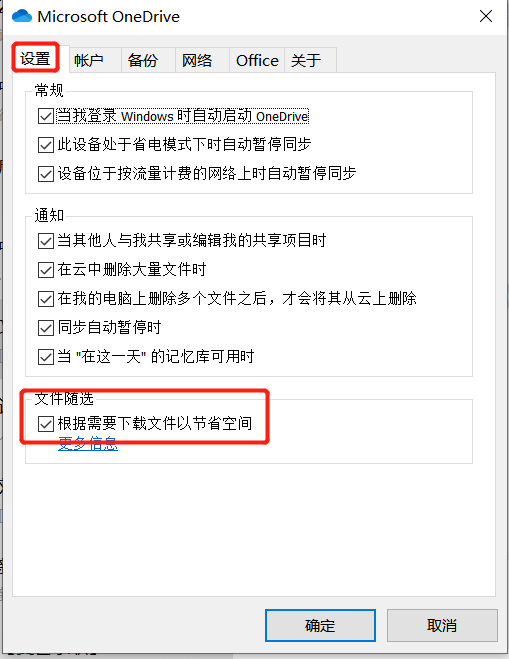 Microsoft OneDrive
设置 帐户 备份 网络 Office 关于
常规
当我登录 Windows 时自动启动 OneDrive
此设备处于省电模式下时自动暂停同步
设备位于按流量计费的网络上时自动暂停同步
通知
当其他人与我共享或编辑我的共享项目时
在云中删除大量文件时
在我的电脑上删除多个文件之后，才会将其从云上删除
同步自动暂停时
当 "在这一天" 的记忆库可用时
文件随选
根据需要下载文件以节省空间
更多信息
确定 取消